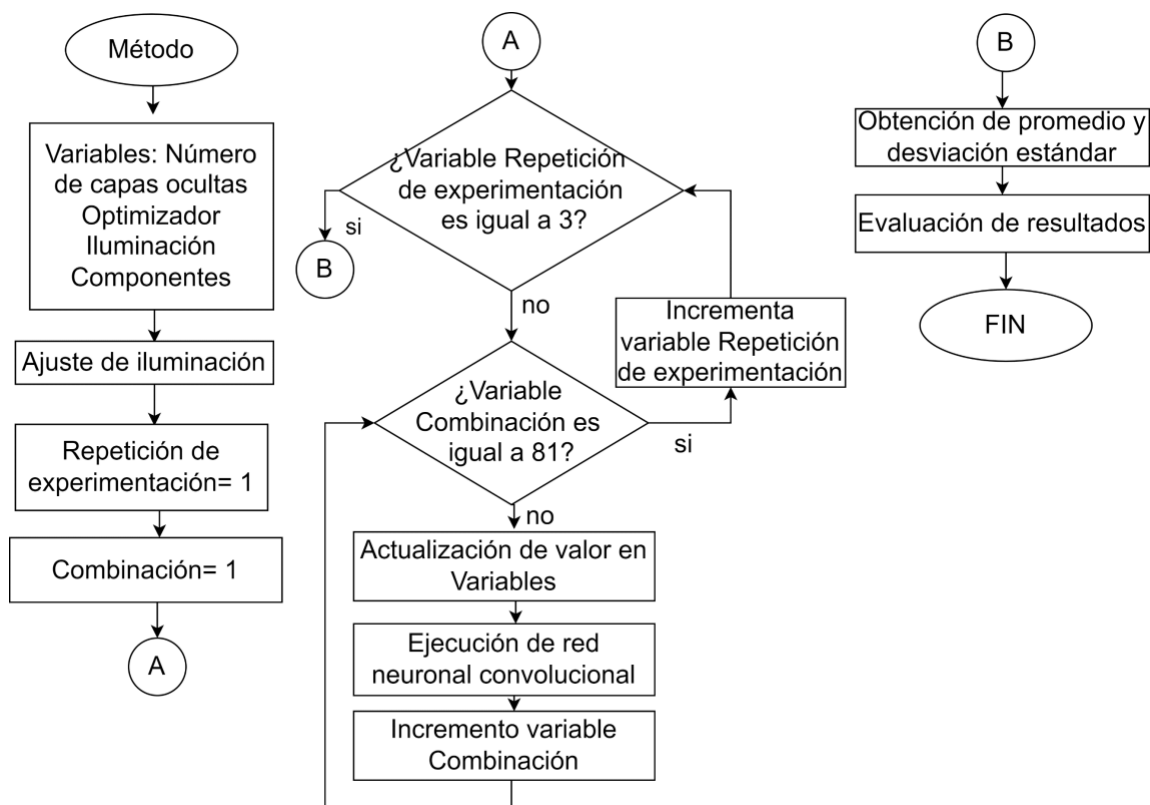 Método
Variables: Número
de capas ocultas
Optimizador
Iluminación
Componentes
Ajuste de iluminación
Repetición de
experimentación= 1
Combinación= 1
A
A
¿Variable Repetición
de experimentación
es igual a 3?
si
B
no
Incrementa
variable Repetición
de experimentación
¿Variable
Combinación es
igual a 81?
si
no
Actualización de valor en
Variables
Ejecución de red
neuronal convolucional
Incremento variable
Combinación
B
Obtención de promedio y
desviación estándar
Evaluación de resultados
FIN